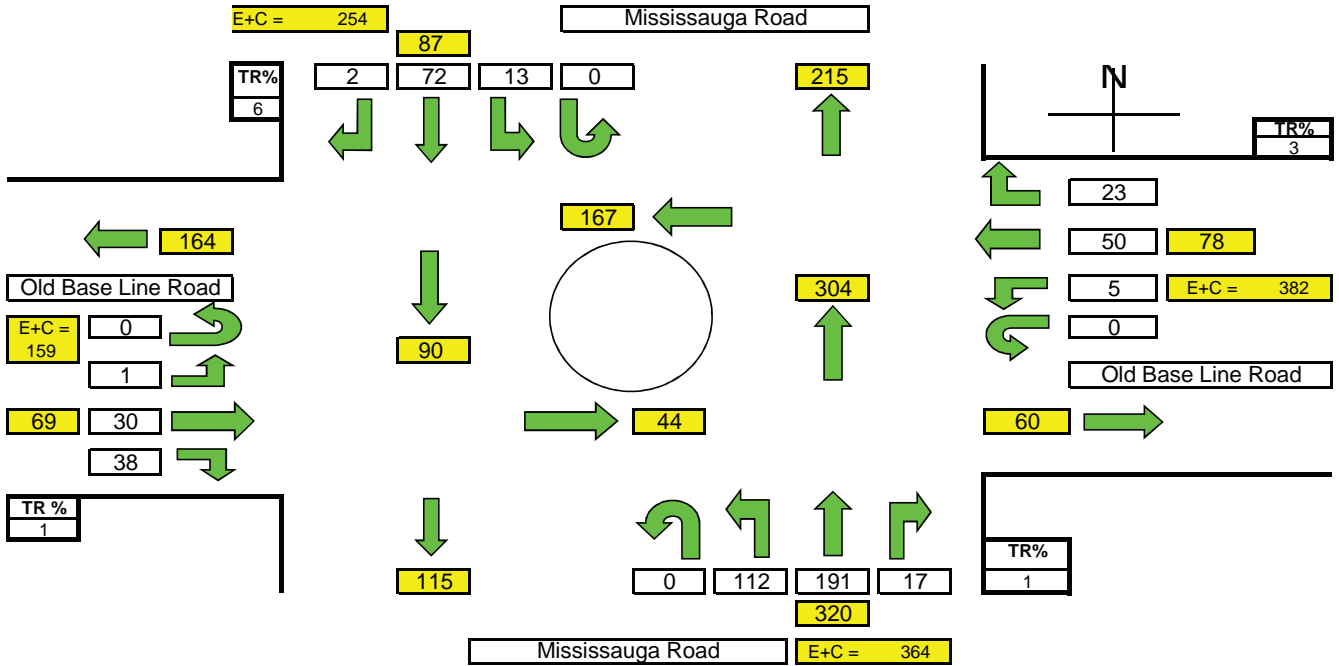 E+C = 254
Mississauga Road
87
TR%
6
2 72 13 0
215
N
TR%
3
23
167
164
50 78
Old Base Line Road
304
5 E+C = 382
E+C =
159
0
0
90
1
Old Base Line Road
69 30
44
60
38
TR %
1
TR%
1
115
0 112 191 17
320
Mississauga Road
E+C = 364